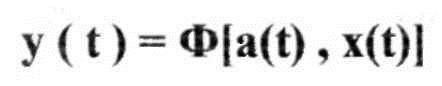 y ( t ) = Φ[a(t) , x(t)]